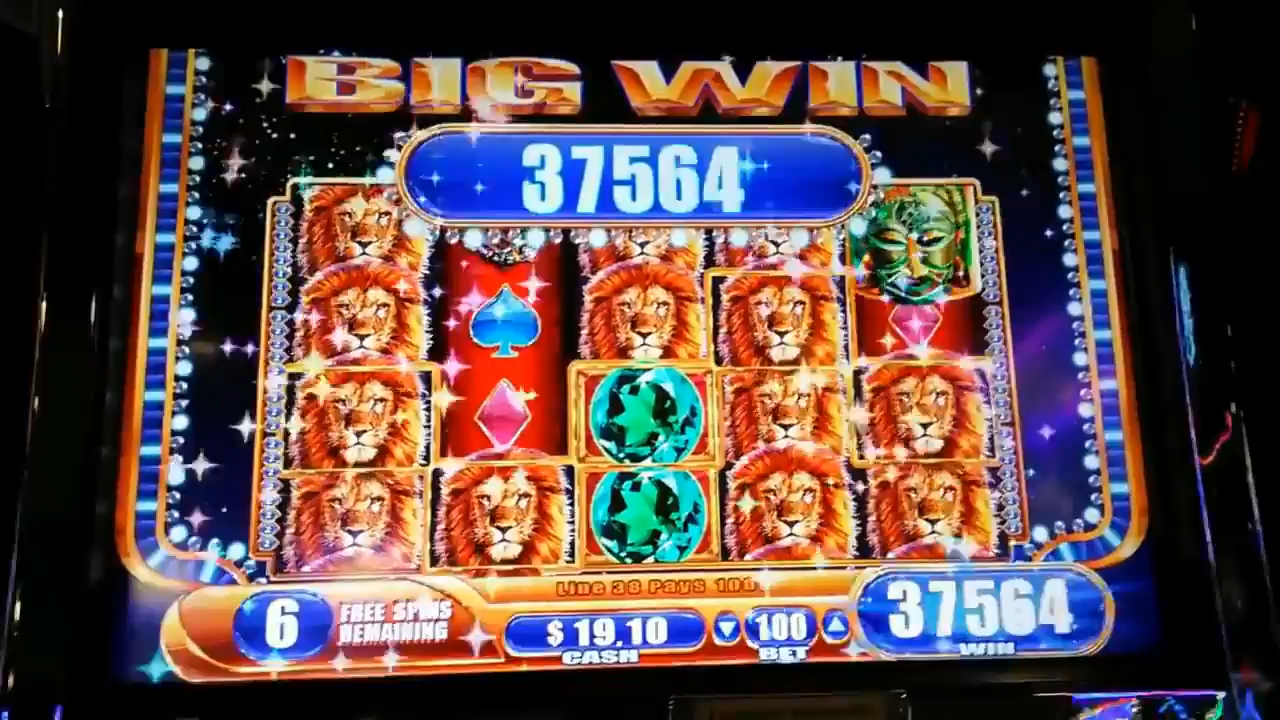 BIG WIN
37564
LINE 38 PAYS 100
6
FREE SPINS
REMAINING
$ 19.10
CASH
100
BET
37564
WIN